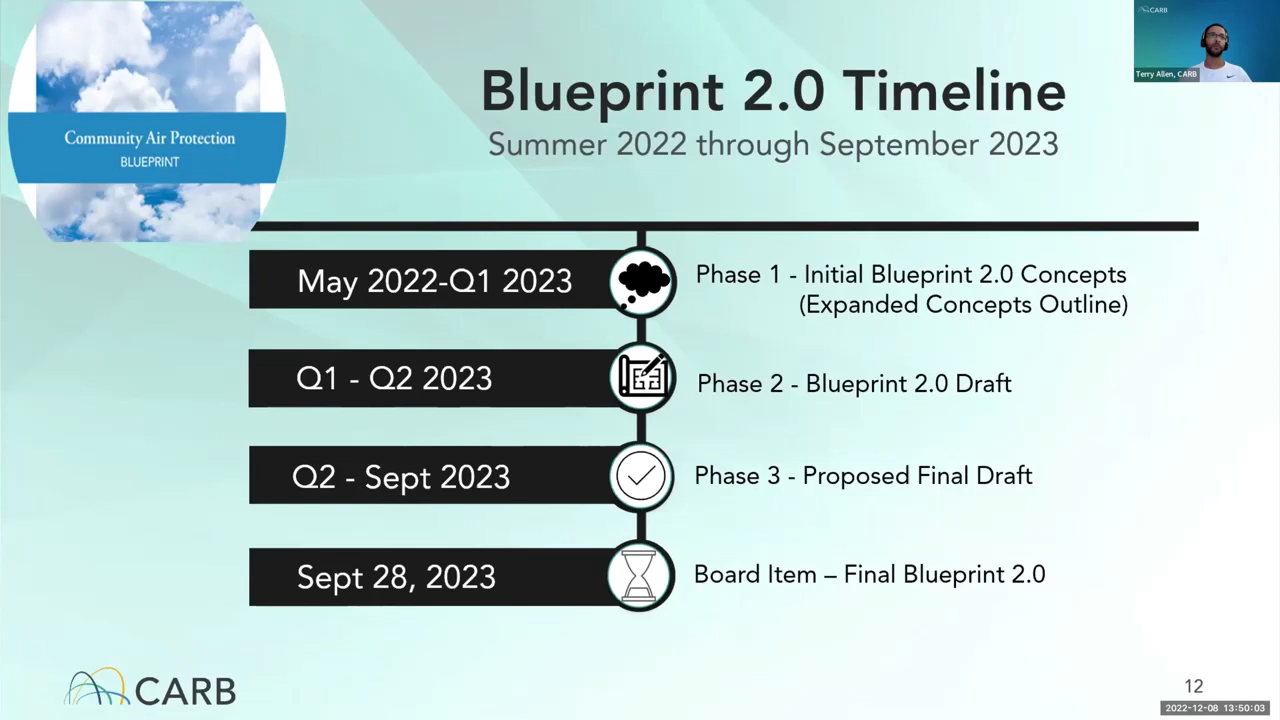 Community Air Protection
BLUEPRINT
Blueprint 2.0 Timeline
Summer 2022 through September 2023
CARB
Terry Allen, CARB
May 2022-Q1 2023
Phase 1 - Initial Blueprint 2.0 Concepts
(Expanded Concepts Outline)
Q1 - Q2 2023
Phase 2 - Blueprint 2.0 Draft
Q2 - Sept 2023
Phase 3 - Proposed Final Draft
Sept 28, 2023
Board Item – Final Blueprint 2.0
CARB
12
2022-12-08 13:50:03